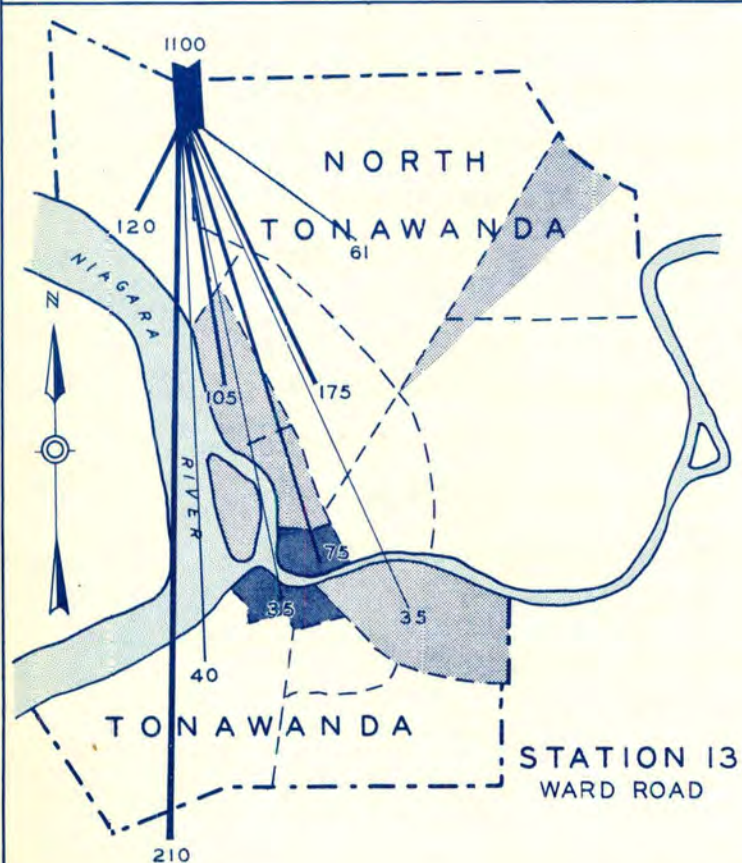 1100
NORTH
TONAWANDA
120
61
NIAGARA
RIVER
N
105
175
75
35
35
40
TONAWANDA
STATION 13
WARD ROAD
210